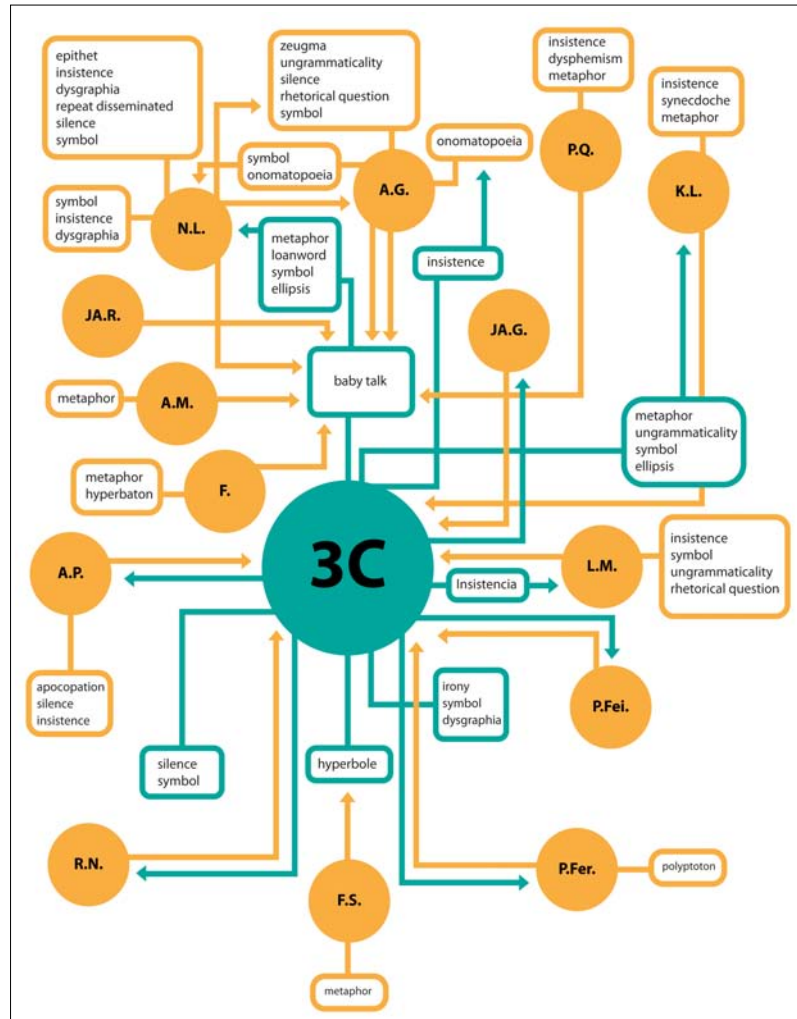 epithet
insistence
dysgraphia
repeat disseminated
silence
symbol
zeugma
ungrammaticality
silence
rhetorical question
symbol
insistence
dysphemism
metaphor
insistence
synecdoche
metaphor
symbol
onomatopoeia
onomatopoeia
A.G.
P.Q.
K.L.
symbol
insistence
dysgraphia
N.L.
metaphor
loanword
symbol
ellipsis
insistence
JA.R.
JA.G.
baby talk
metaphor
A.M.
metaphor
ungrammaticality
symbol
ellipsis
metaphor
hyperbaton
F.
3C
A.P.
Insistencia
L.M.
insistence
symbol
ungrammaticality
rhetorical question
apocopation
silence
insistence
irony
symbol
dysgraphia
P.Fei.
silence
symbol
hyperbole
R.N.
F.S.
P.Fer.
polyptoton
metaphor